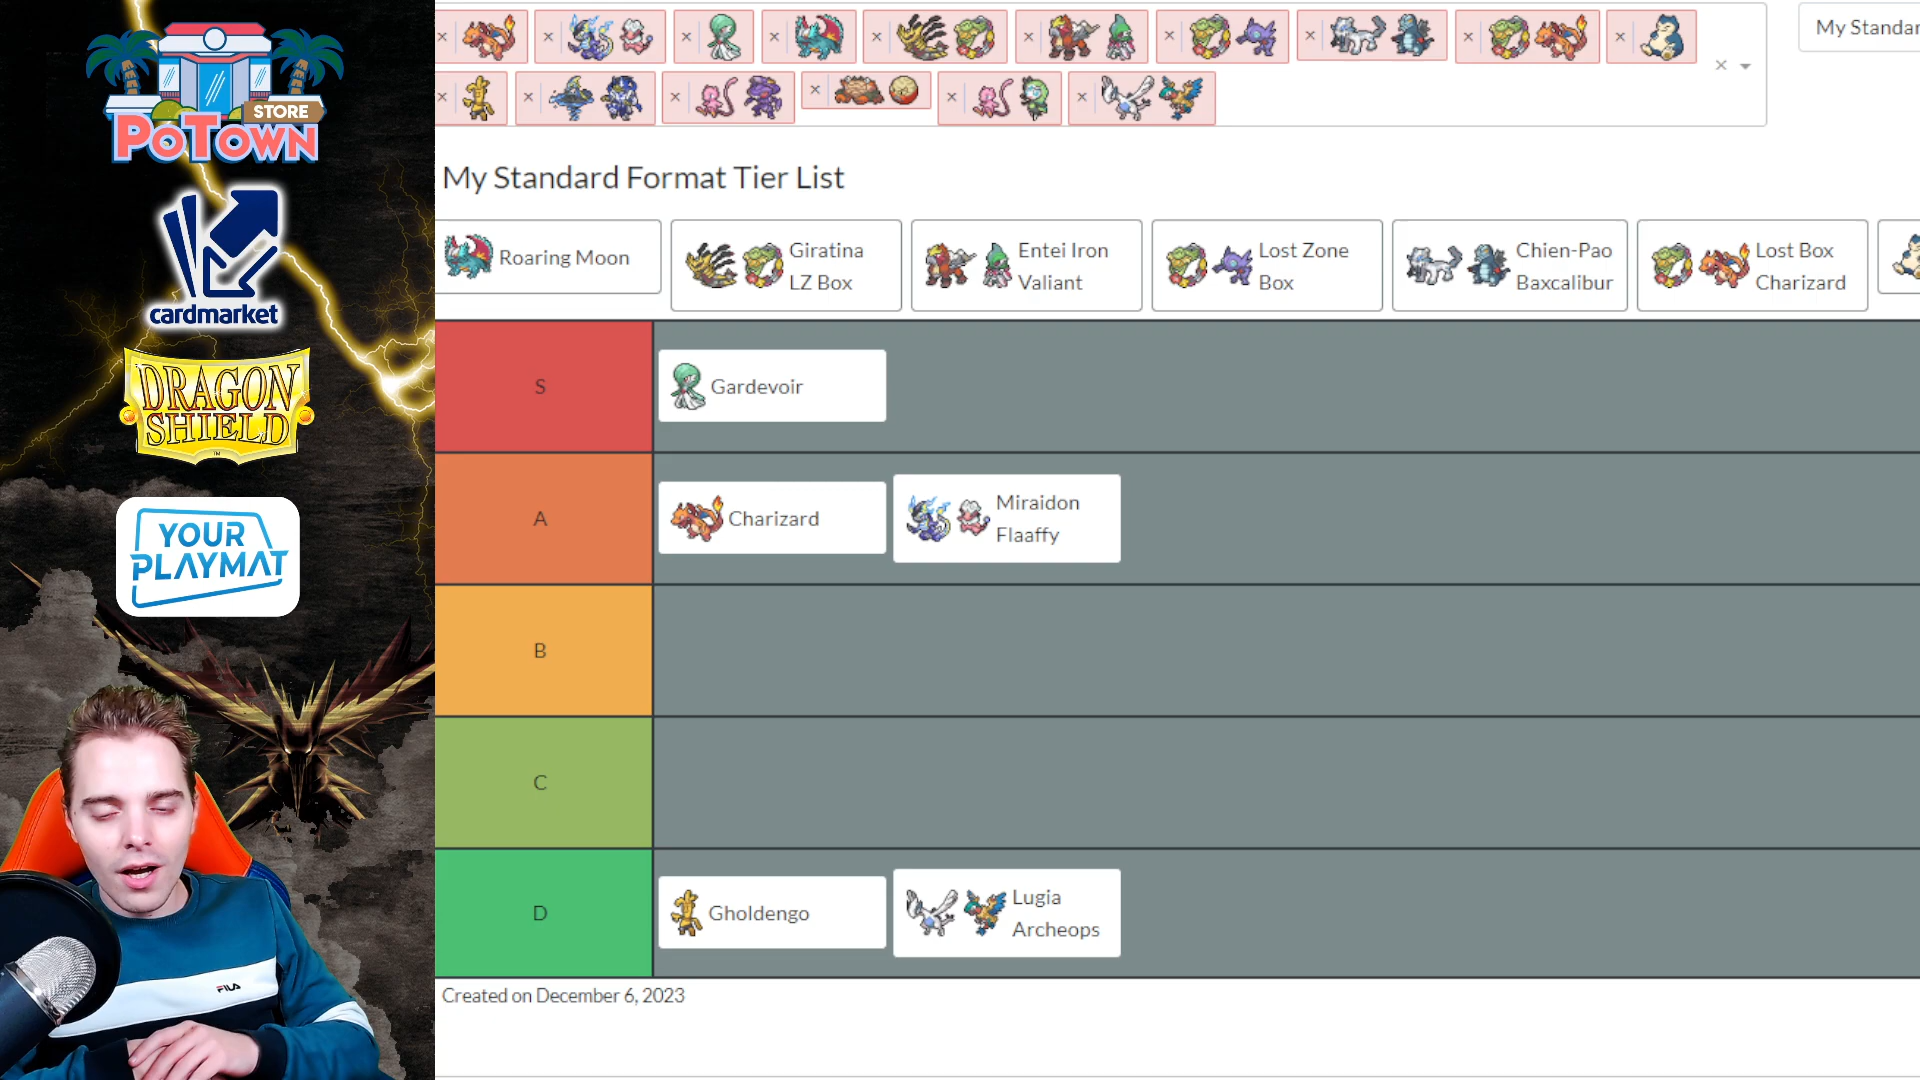 STORE
PoTown
cardmarket
DRAGON
SHIELD
YOUR
PLAYMAT
FILA
My Standar
My Standard Format Tier List
Roaring Moon
Giratina
LZ Box
Entei Iron
Valiant
Lost Zone
Box
Chien-Pao
Baxcalibur
Lost Box
Charizard
S
Gardevoir
A
Charizard
Miraidon
Flaaffy
B
C
D
Gholdengo
Lugia
Archeops
Created on December 6, 2023